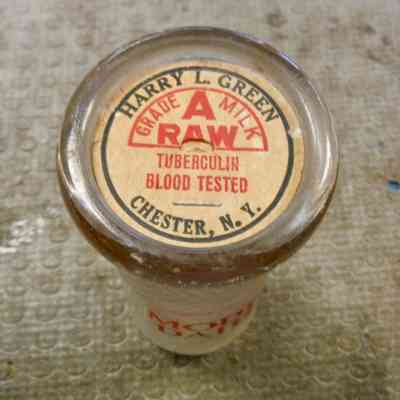 HARRY L. GREEN
GRADE A MILK
RAW
TUBERCULIN
BLOOD TESTED
CHESTER, N. Y.